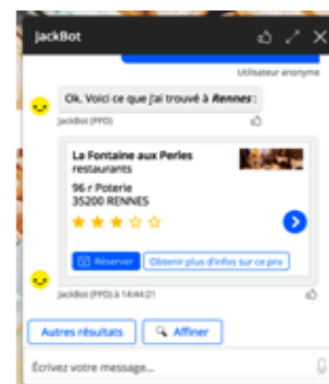 JackBot
Utilisateur anonyme
Ok. Voici ce que j'ai trouvé à Rennes :
JackBot (PPD)
La Fontaine aux Perles
restaurants
96 r Poterie
35200 RENNES
Réserver
Obtenir plus d'infos sur ce pro
JackBot (PPD) à 14:44:21
Autres résultats
Affiner
Écrivez votre message...